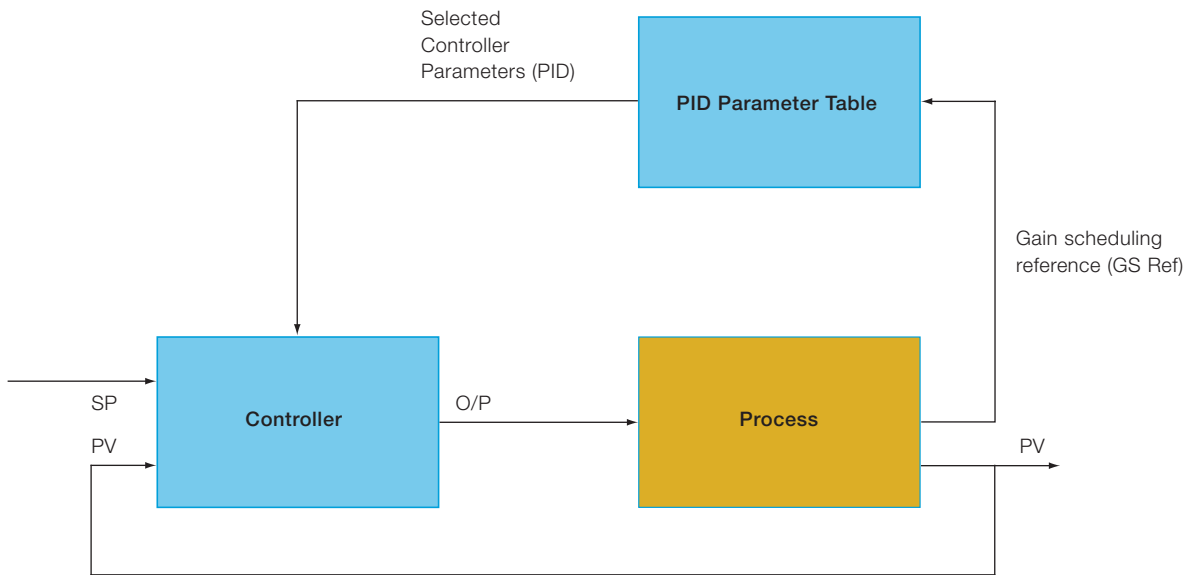 Selected
Controller
Parameters (PID)
PID Parameter Table
Gain scheduling
reference (GS Ref)
SP
PV
Controller
O/P
Process
PV